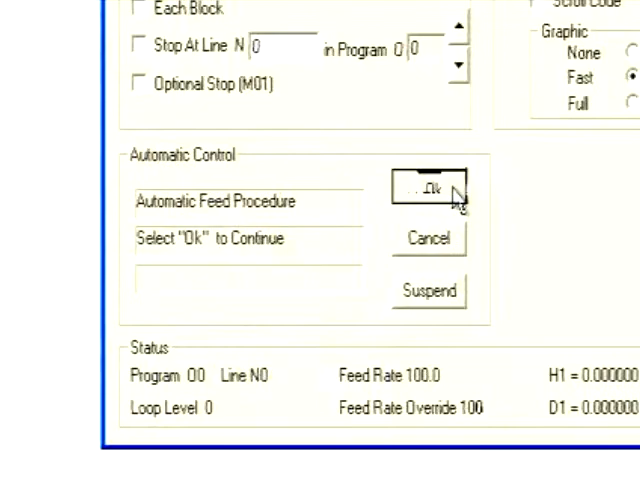 Each Block
Stop At Line N 0 in Program O 0
Optional Stop (M01)
Scroll Code
Graphic
None
Fast
Full
Automatic Control
Automatic Feed Procedure
Select "Ok" to Continue
Cancel
Suspend
Status
Program O0 Line N0 Feed Rate 100.0 H1 = 0.000000
Loop Level 0 Feed Rate Override 100 D1 = 0.000000